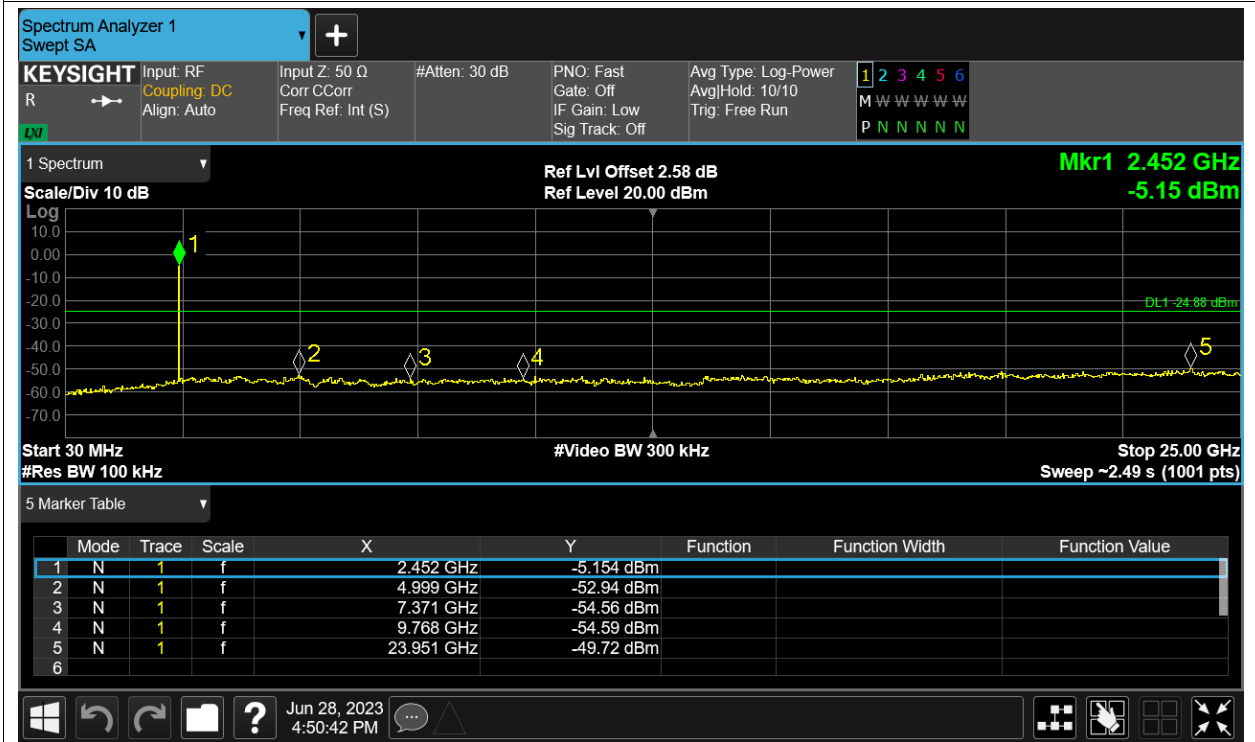 Spectrum Analyzer 1
Swept SA
+
KEYSIGHT Input: RF Input Z: 50 Ω #Atten: 30 dB PNO: Fast Avg Type: Log-Power 1 2 3 4 5 6
R Coupling: DC Corr CCorr Gate: Off Avg|Hold: 10/10 M W W W W W
Align: Auto Freq Ref: Int (S) IF Gain: Low Trig: Free Run
LXI Sig Track: Off P N N N N N
1 Spectrum Ref Lvl Offset 2.58 dB Mkr1 2.452 GHz
Scale/Div 10 dB Ref Level 20.00 dBm -5.15 dBm
Log
10.0
1
0.00
-10.0
-20.0
DL1 -24.88 dBm
-30.0
-40.0
2 3 4 5
-50.0
-60.0
-70.0
Start 30 MHz #Video BW 300 kHz Stop 25.00 GHz
#Res BW 100 kHz Sweep ~2.49 s (1001 pts)
5 Marker Table
Mode Trace Scale X Y Function Function Width Function Value
1 N 1 f 2.452 GHz -5.154 dBm
2 N 1 f 4.999 GHz -52.94 dBm
3 N 1 f 7.371 GHz -54.56 dBm
4 N 1 f 9.768 GHz -54.59 dBm
5 N 1 f 23.951 GHz -49.72 dBm
6
? Jun 28, 2023
4:50:42 PM